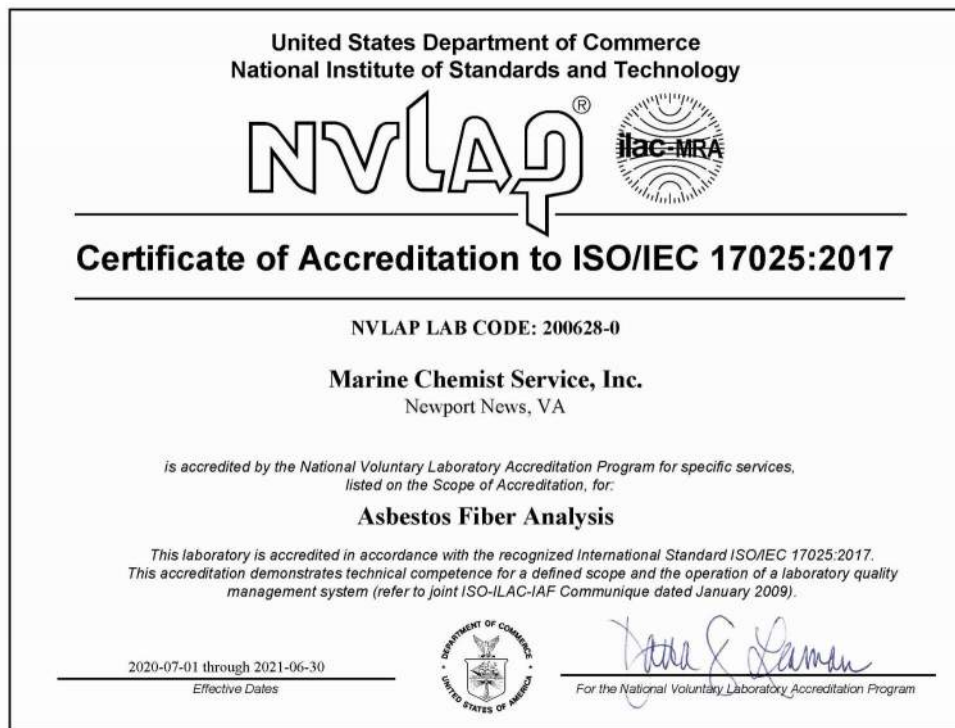 United States Department of Commerce
National Institute of Standards and Technology
NVLAP®
ilac-MRA
Certificate of Accreditation to ISO/IEC 17025:2017
NVLAP LAB CODE: 200628-0
Marine Chemist Service, Inc.
Newport News, VA
is accredited by the National Voluntary Laboratory Accreditation Program for specific services,
listed on the Scope of Accreditation, for:
Asbestos Fiber Analysis
This laboratory is accredited in accordance with the recognized International Standard ISO/IEC 17025:2017.
This accreditation demonstrates technical competence for a defined scope and the operation of a laboratory quality
management system (refer to joint ISO-ILAC-IAF Communique dated January 2009).
2020-07-01 through 2021-06-30
Effective Dates
DEPARTMENT OF COMMERCE
UNITED STATES OF AMERICA
For the National Voluntary Laboratory Accreditation Program